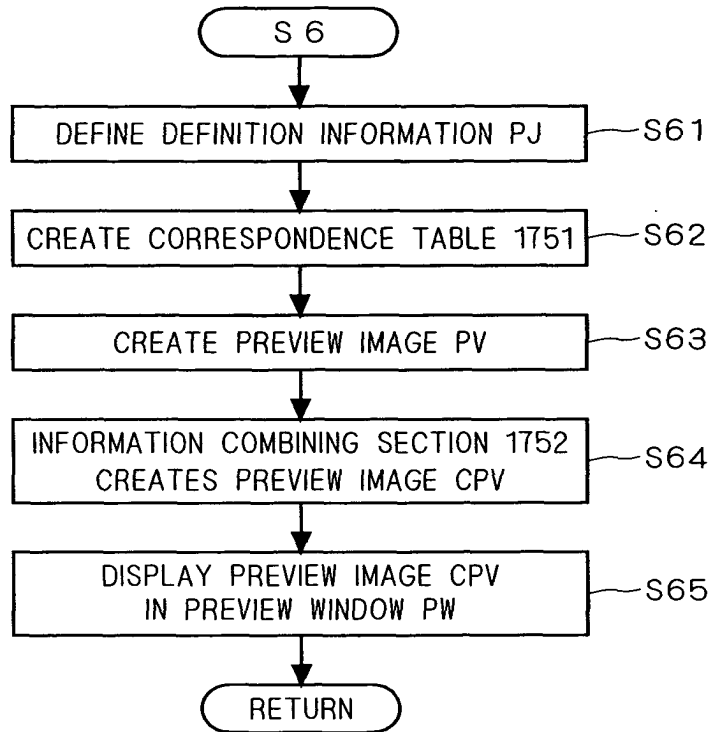 S 6
DEFINE DEFINITION INFORMATION PJ
S61
CREATE CORRESPONDENCE TABLE 1751
S62
CREATE PREVIEW IMAGE PV
S63
INFORMATION COMBINING SECTION 1752
CREATES PREVIEW IMAGE CPV
S64
DISPLAY PREVIEW IMAGE CPV
IN PREVIEW WINDOW PW
S65
RETURN